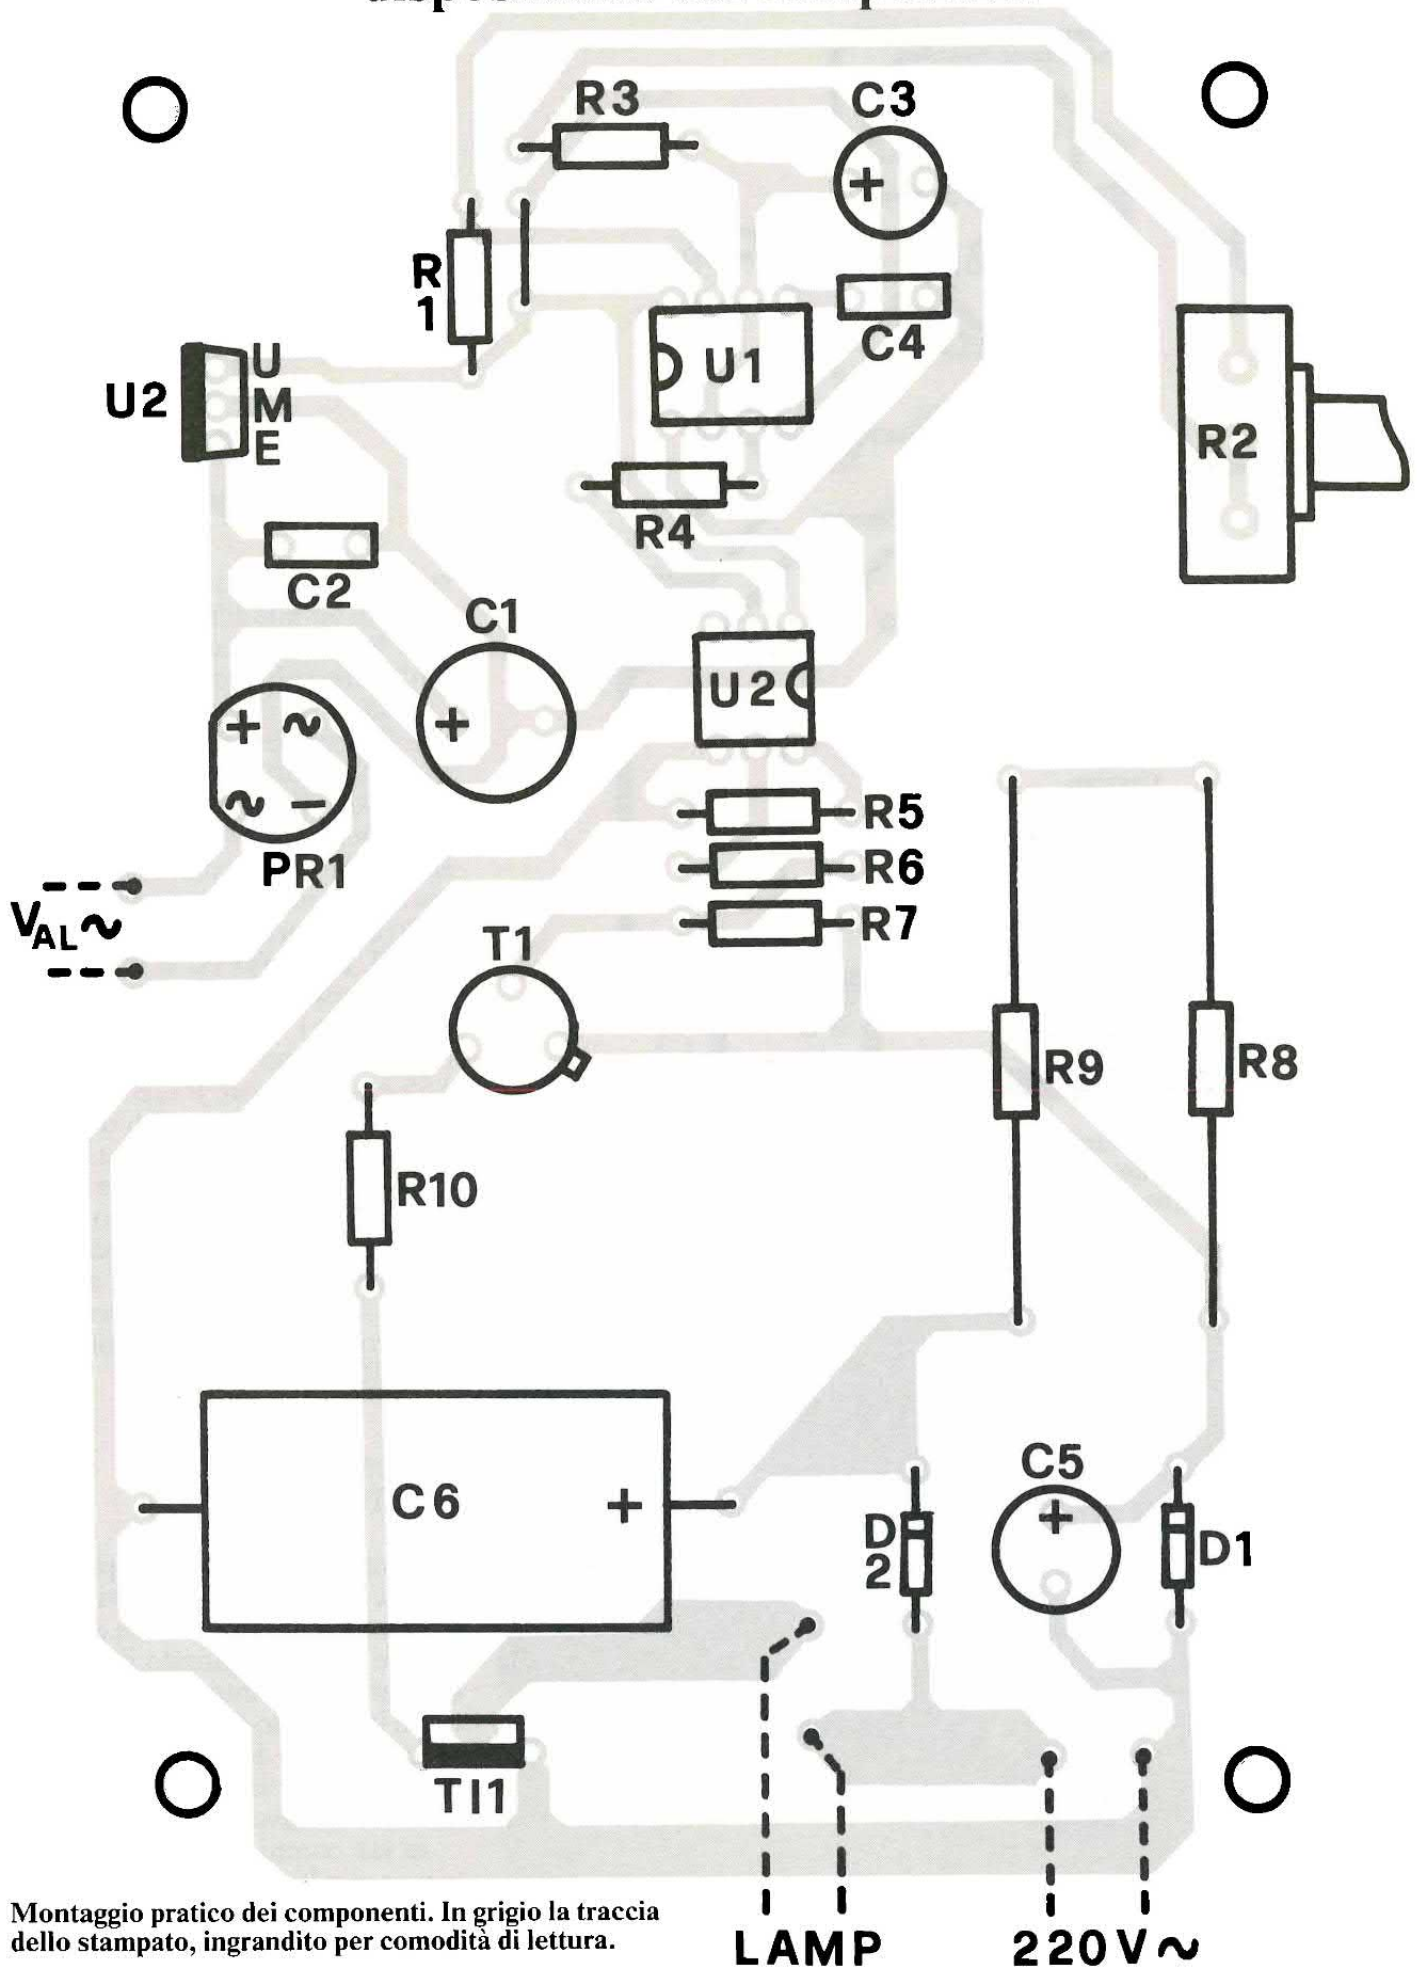 R3
C3
R
1
U1
C4
U2
U
M
E
R2
R4
C2
C1
U2
+
+
+ ~
~ −
PR1
R5
R6
R7
VAL~
T1
R9
R8
R10
C6 +
C5
+
D
2
D1
TI1
Montaggio pratico dei componenti. In grigio la traccia
dello stampato, ingrandito per comodità di lettura.
LAMP
220V~